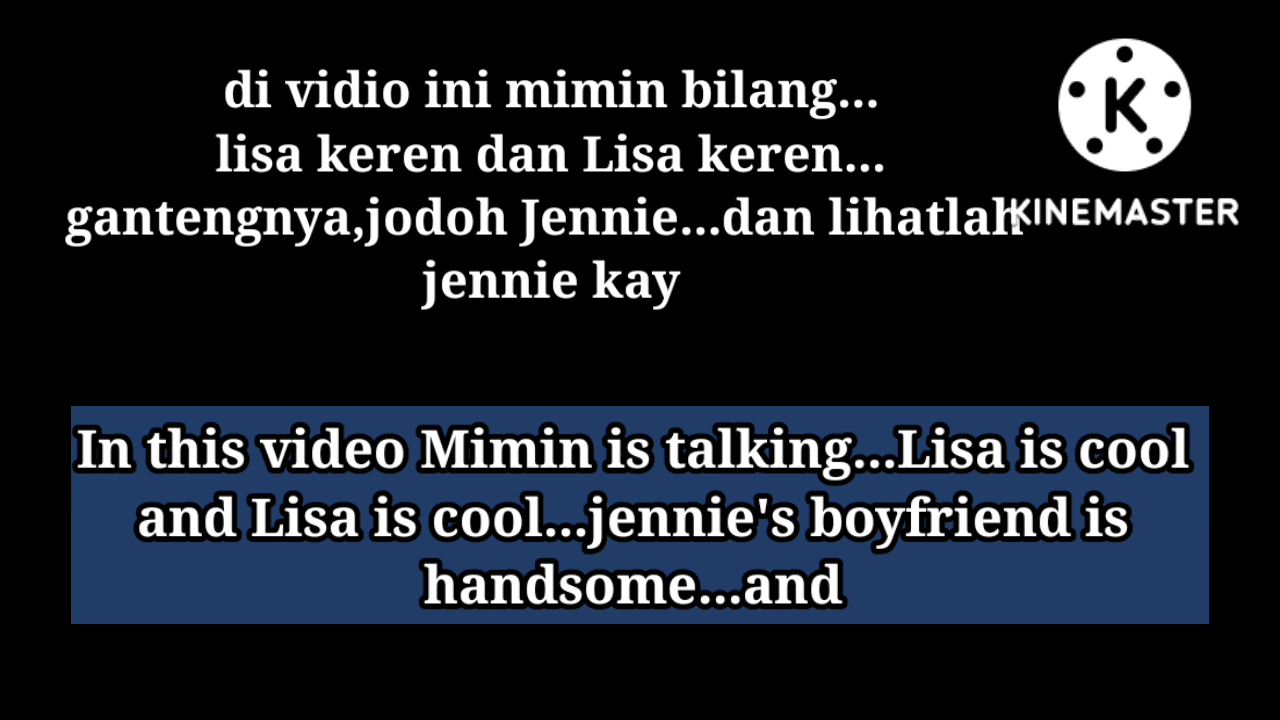 di vidio ini mimin bilang...
lisa keren dan Lisa keren...
gantengnya,jodoh Jennie...dan lihatlah
jennie kay
K
KINEMASTER
In this video Mimin is talking...Lisa is cool
and Lisa is cool...jennie's boyfriend is
handsome...and